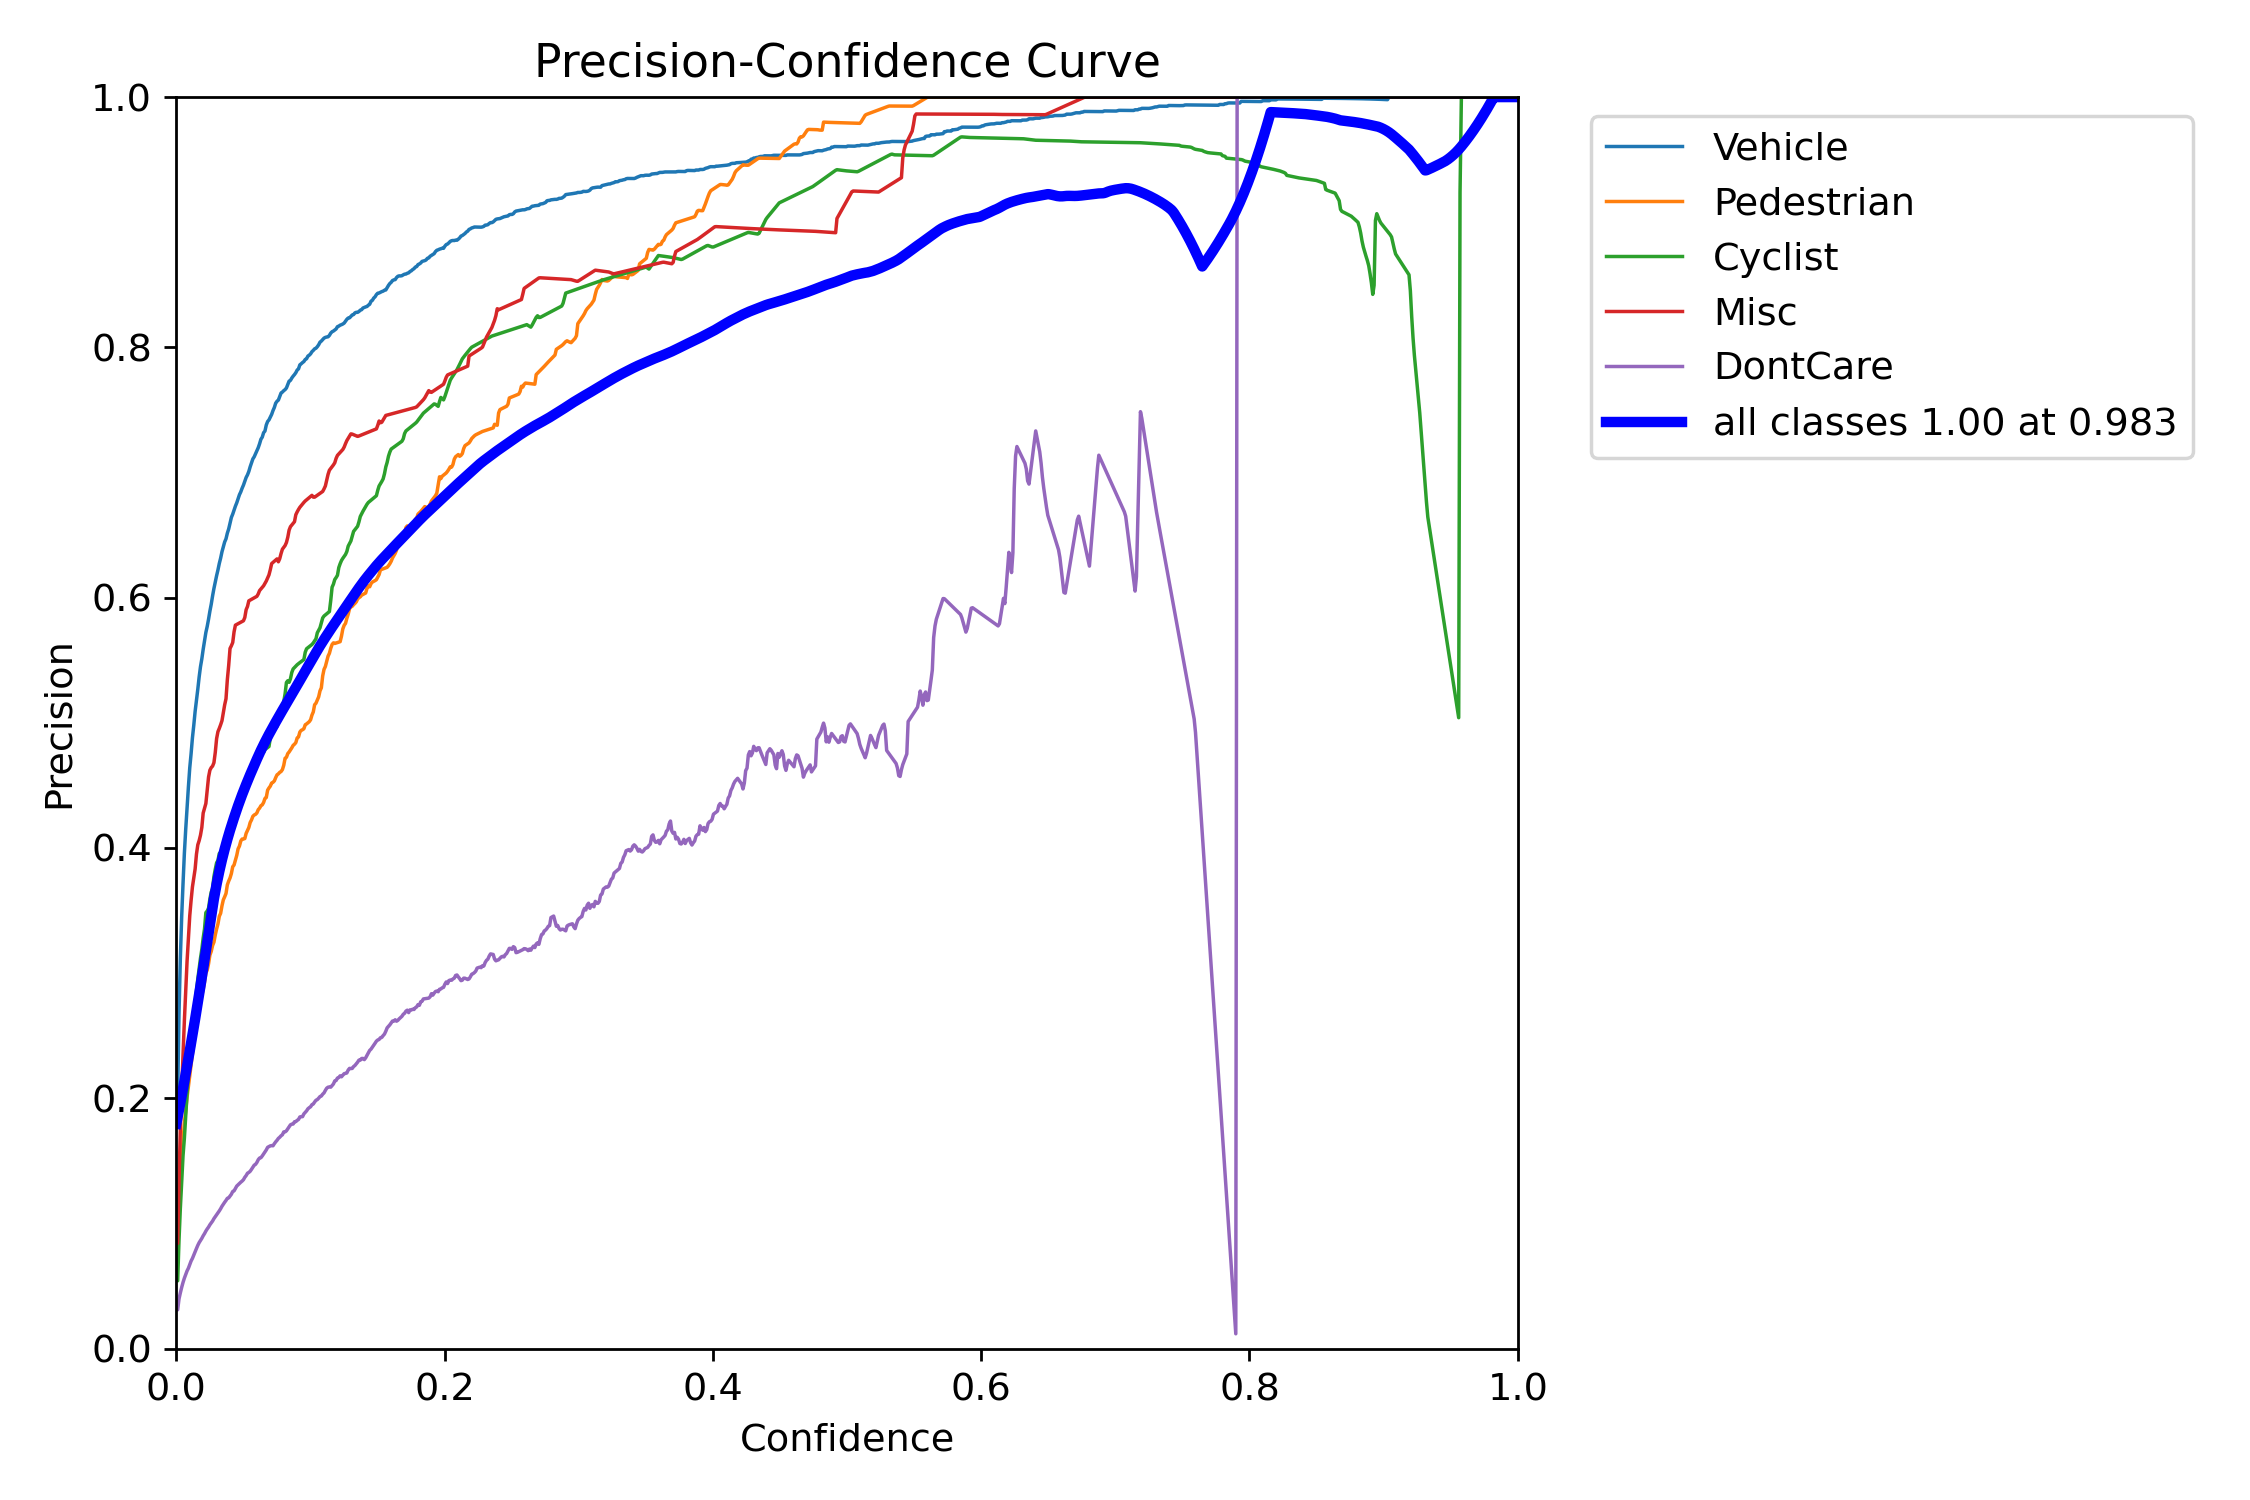 Precision-Confidence Curve
1.0
0.8
0.6
0.4
0.2
0.0
Precision
0.0 0.2 0.4 0.6 0.8 1.0
Confidence
Vehicle
Pedestrian
Cyclist
Misc
DontCare
all classes 1.00 at 0.983